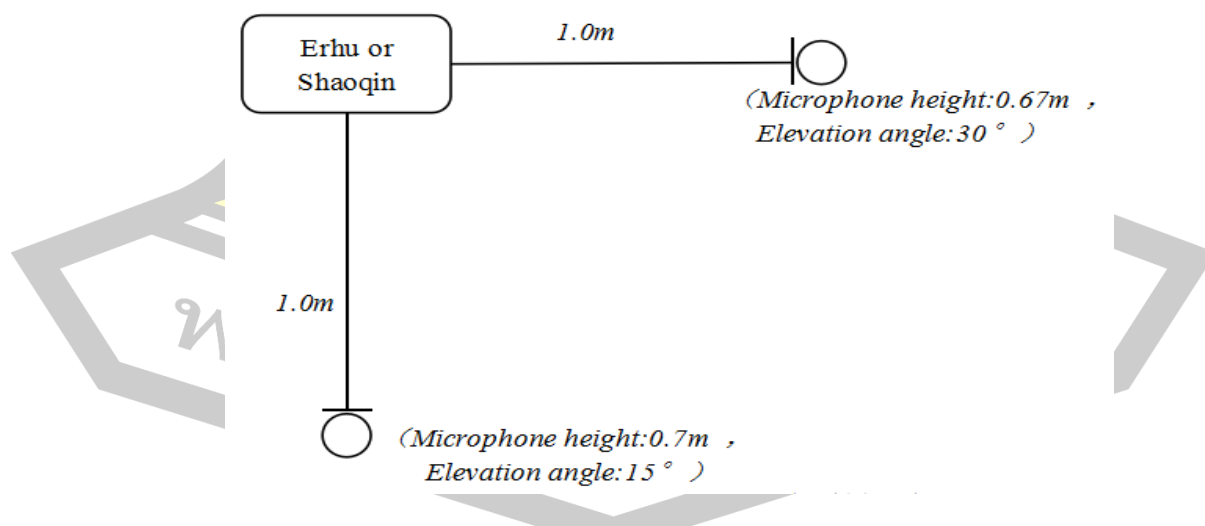 1.0m
Erhu or
Shaoqin
（Microphone height:0.67m ，
Elevation angle:30 ° ）
1.0m
（Microphone height:0.7m ，
Elevation angle:15 ° ）